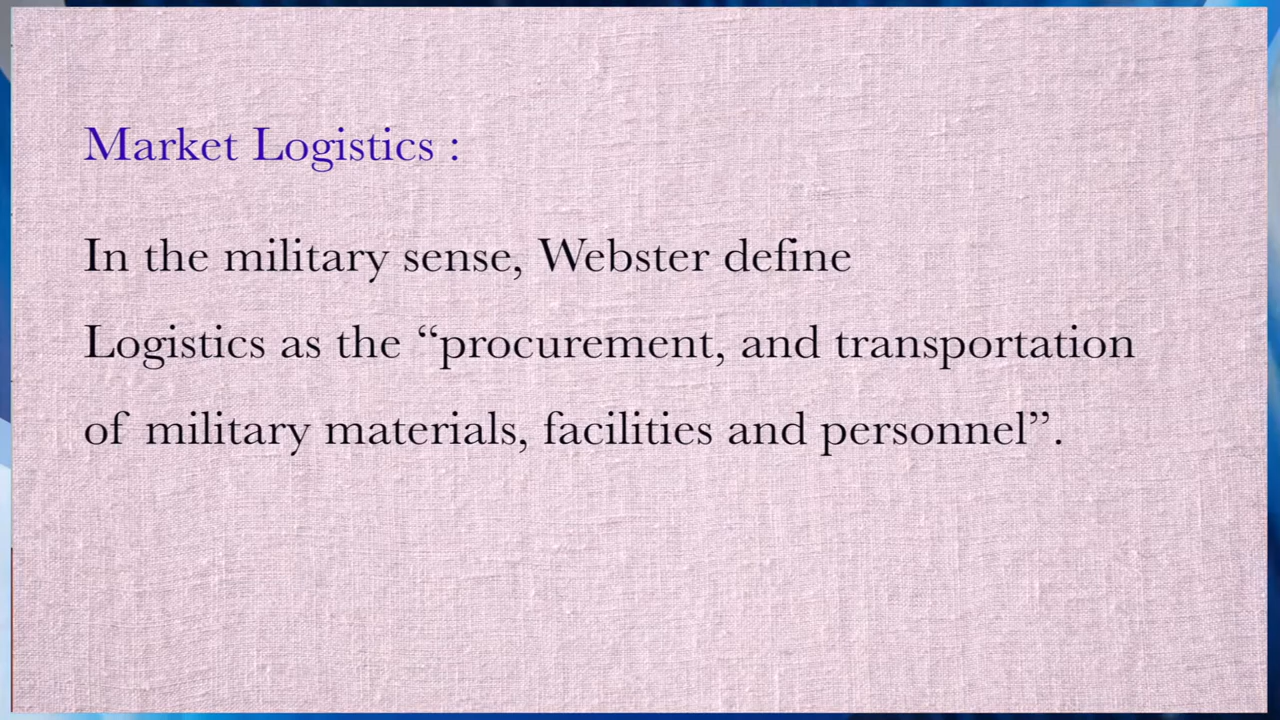 Market Logistics :
In the military sense, Webster define
Logistics as the “procurement, and transportation
of military materials, facilities and personnel”.